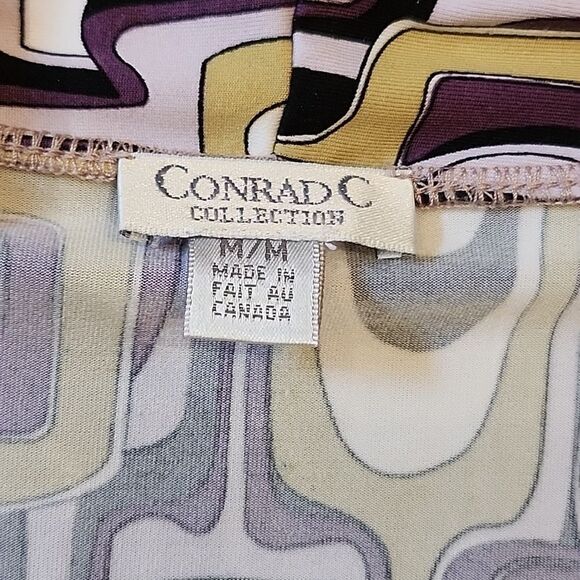 CONRAD C
COLLECTION
M/M
MADE IN
FAIT AU
CANADA